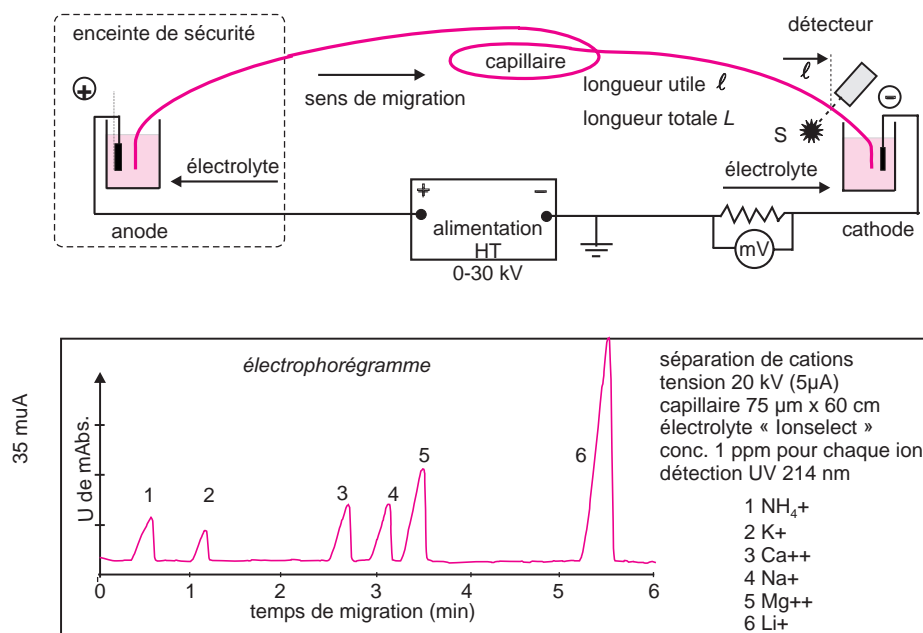 enceinte de sécurité
détecteur
capillaire
ℓ
+
−
sens de migration
longueur utile ℓ
longueur totale L
S
électrolyte
électrolyte
+
−
anode
alimentation
HT
0-30 kV
mV
cathode
35 muA
U de mAbs.
électrophorégramme
1
2
3
4
5
6
0
1
2
3
4
5
6
temps de migration (min)
séparation de cations
tension 20 kV (5µA)
capillaire 75 µm x 60 cm
électrolyte « Ionselect »
conc. 1 ppm pour chaque ion
détection UV 214 nm
1 NH₄+
2 K+
3 Ca++
4 Na+
5 Mg++
6 Li+